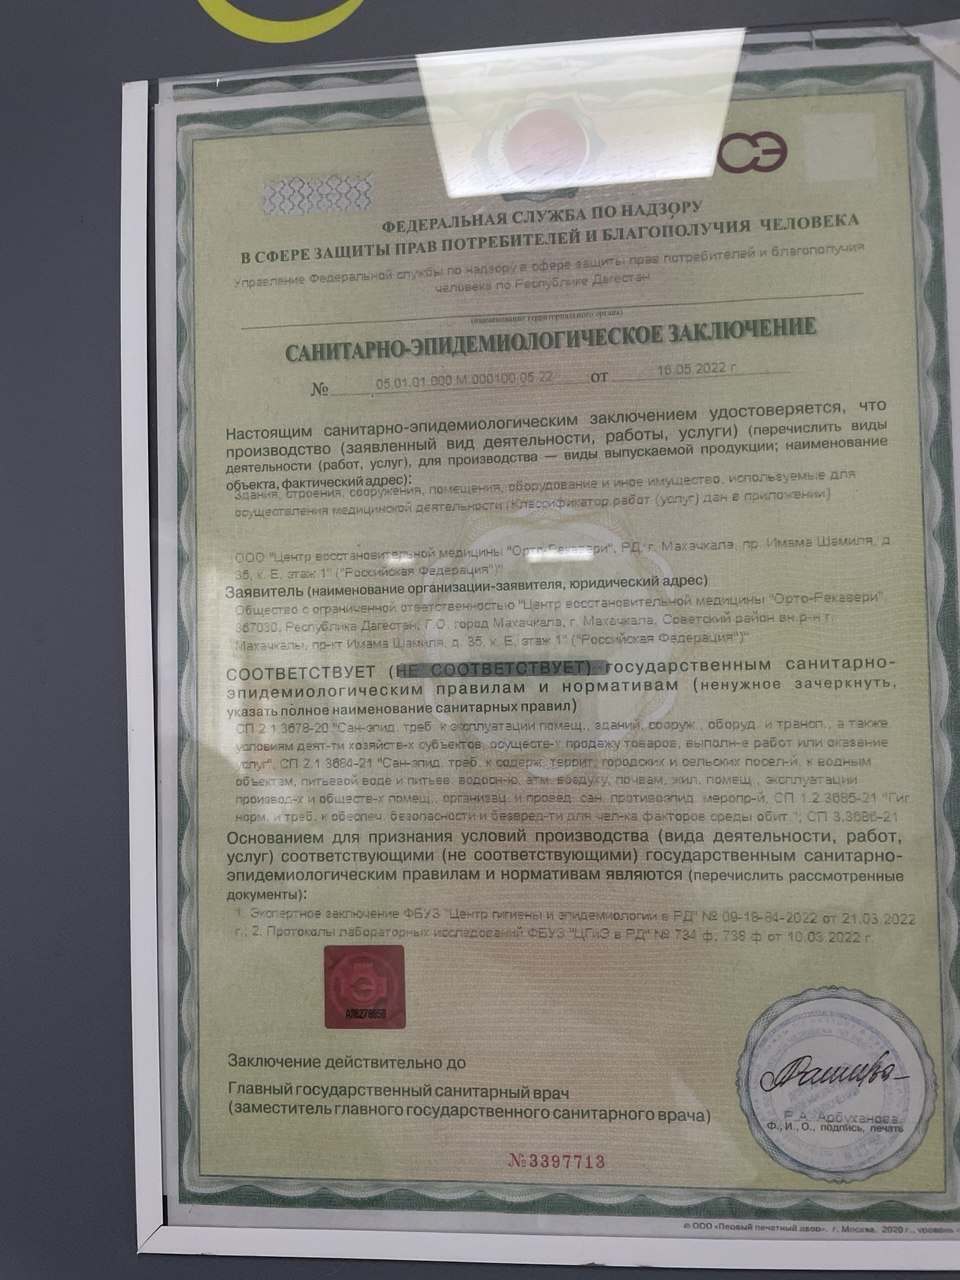 СЭ
ФЕДЕРАЛЬНАЯ СЛУЖБА ПО НАДЗОРУ
В СФЕРЕ ЗАЩИТЫ ПРАВ ПОТРЕБИТЕЛЕЙ И БЛАГОПОЛУЧИЯ ЧЕЛОВЕКА
Управление Федеральной службы по надзору в сфере защиты прав потребителей и благополучия
человека по Республике Дагестан
(наименование территориального органа)
САНИТАРНО-ЭПИДЕМИОЛОГИЧЕСКОЕ ЗАКЛЮЧЕНИЕ
№ 05.01.01.000.М.000100.05.22 от 16.05.2022 г.
Настоящим санитарно-эпидемиологическим заключением удостоверяется, что
производство (заявленный вид деятельности, работы, услуги) (перечислить виды
деятельности (работ, услуг), для производства — виды выпускаемой продукции; наименование
объекта, фактический адрес):
Здания, строения, сооружения, помещения, оборудование и иное имущество, используемые для
осуществления медицинской деятельности (Классификатор работ (услуг) дан в приложении)
ООО "Центр восстановительной медицины "Орто-Рекавери", РД, г. Махачкала, пр. Имама Шамиля, д.
35, к. Е, этаж 1" ("Российская Федерация")"
Заявитель (наименование организации-заявителя, юридический адрес)
Общество с ограниченной ответственностью "Центр восстановительной медицины "Орто-Рекавери"
367030, Республика Дагестан, Г.О. город Махачкала, г. Махачкала, Советский район вн.р-н г.
Махачкалы, пр-кт Имама Шамиля, д. 35, к. Е, этаж 1" ("Российская Федерация")"
СООТВЕТСТВУЕТ (НЕ СООТВЕТСТВУЕТ) государственным санитарно-
эпидемиологическим правилам и нормативам (ненужное зачеркнуть,
указать полное наименование санитарных правил)
СП 2.1.3678-20 "Сан-эпид. треб. к эксплуатации помещ., зданий, сооруж., оборуд. и трансп., а также
условиям деят-ти хозяйств-х субъектов, осуществ-х продажу товаров, выполн-е работ или оказание
услуг", СП 2.1.3684-21 "Сан-эпид. треб. к содерж. террит. городских и сельских посел-й, к водным
объектам, питьевой воде и питьев. водосн-ю, атм. воздуху, почвам, жил. помещ., эксплуатации
производ-х и обществ-х помещ., организац. и провед. сан. противоэпид. меропр-й, СП 1.2.3685-21 "Гиг
норм. и треб. к обеспеч. безопасности и безвред-ти для чел-ка факторов среды обит.", СП 3.3686-21
Основанием для признания условий производства (вида деятельности, работ,
услуг) соответствующими (не соответствующими) государственным санитарно-
эпидемиологическим правилам и нормативам являются (перечислить рассмотренные
документы):
1. Экспертное заключение ФБУЗ "Центр гигиены и эпидемиологии в РД" № 09-16-84-2022 от 21.03.2022
г., 2. Протоколы лабораторных исследований ФБУЗ "ЦГиЭ в РД" № 734 ф, 738 ф от 10.03.2022 г.
Заключение действительно до
Главный государственный санитарный врач
(заместитель главного государственного санитарного врача)
Арбуханова
Ф., И., О., подпись, печать
№3397713
© ООО «Первый печатный двор», г. Москва, 2020 г., уровень